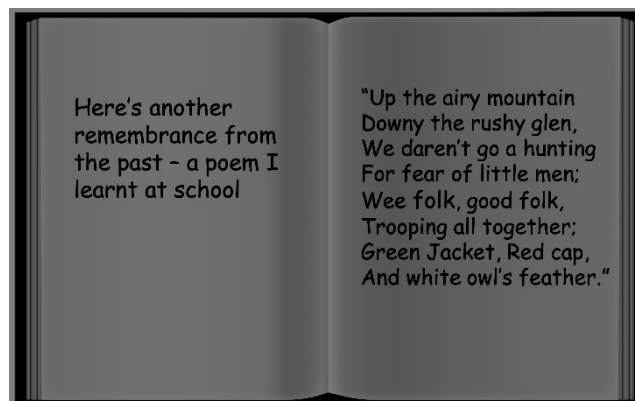 Here's another
remembrance from
the past – a poem I
learnt at school
“Up the airy mountain
Downy the rushy glen,
We daren't go a hunting
For fear of little men;
Wee folk, good folk,
Trooping all together;
Green Jacket, Red cap,
And white owl's feather.”